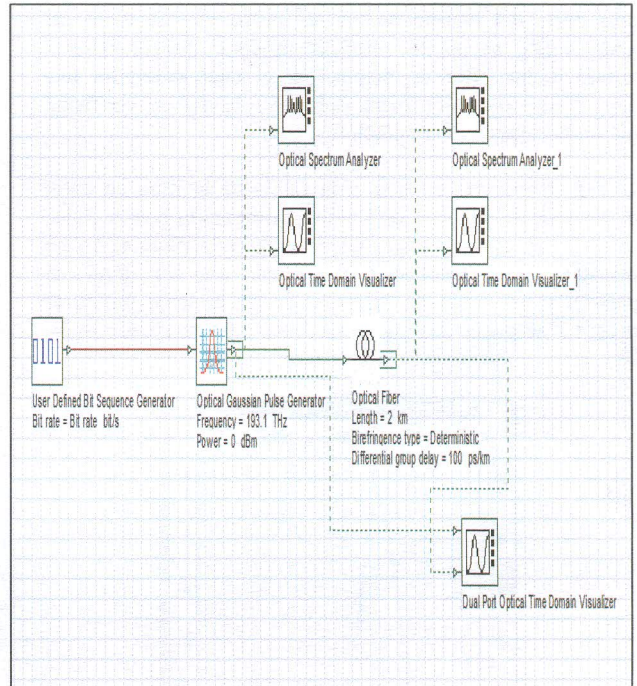 Optical Spectrum Analyzer
Optical Spectrum Analyzer_1
Optical Time Domain Visualizer
Optical Time Domain Visualizer_1
User Defined Bit Sequence Generator
Bit rate = Bit rate bit/s
Optical Gaussian Pulse Generator
Frequency = 193.1 THz
Power = 0 dBm
Optical Fiber
Length = 2 km
Birefringence type = Deterministic
Differential group delay = 100 ps/km
Dual Port Optical Time Domain Visualizer